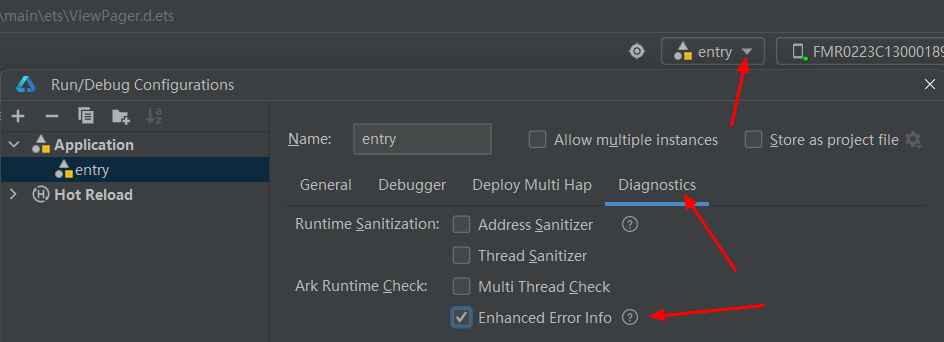 \main\ets\ViewPager.d.ets
entry
FMR0223C1300018
Run/Debug Configurations
Application
entry
Hot Reload
Name: entry Allow multiple instances Store as project file
General Debugger Deploy Multi Hap Diagnostics
Runtime Sanitization: Address Sanitizer
Thread Sanitizer
Ark Runtime Check: Multi Thread Check
Enhanced Error Info